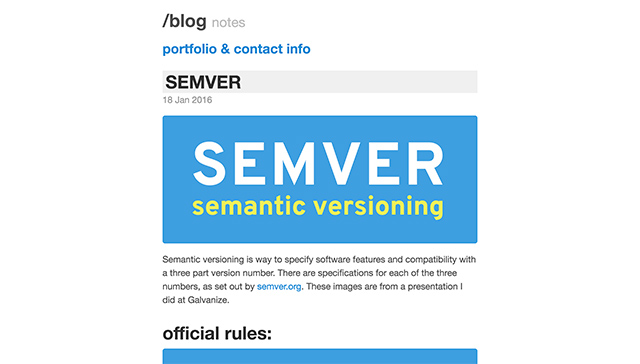 /blog notes
portfolio & contact info
SEMVER
18 Jan 2016
SEMVER
semantic versioning
Semantic versioning is way to specify software features and compatibility with
a three part version number. There are specifications for each of the three
numbers, as set out by semver.org. These images are from a presentation I
did at Galvanize.
official rules: